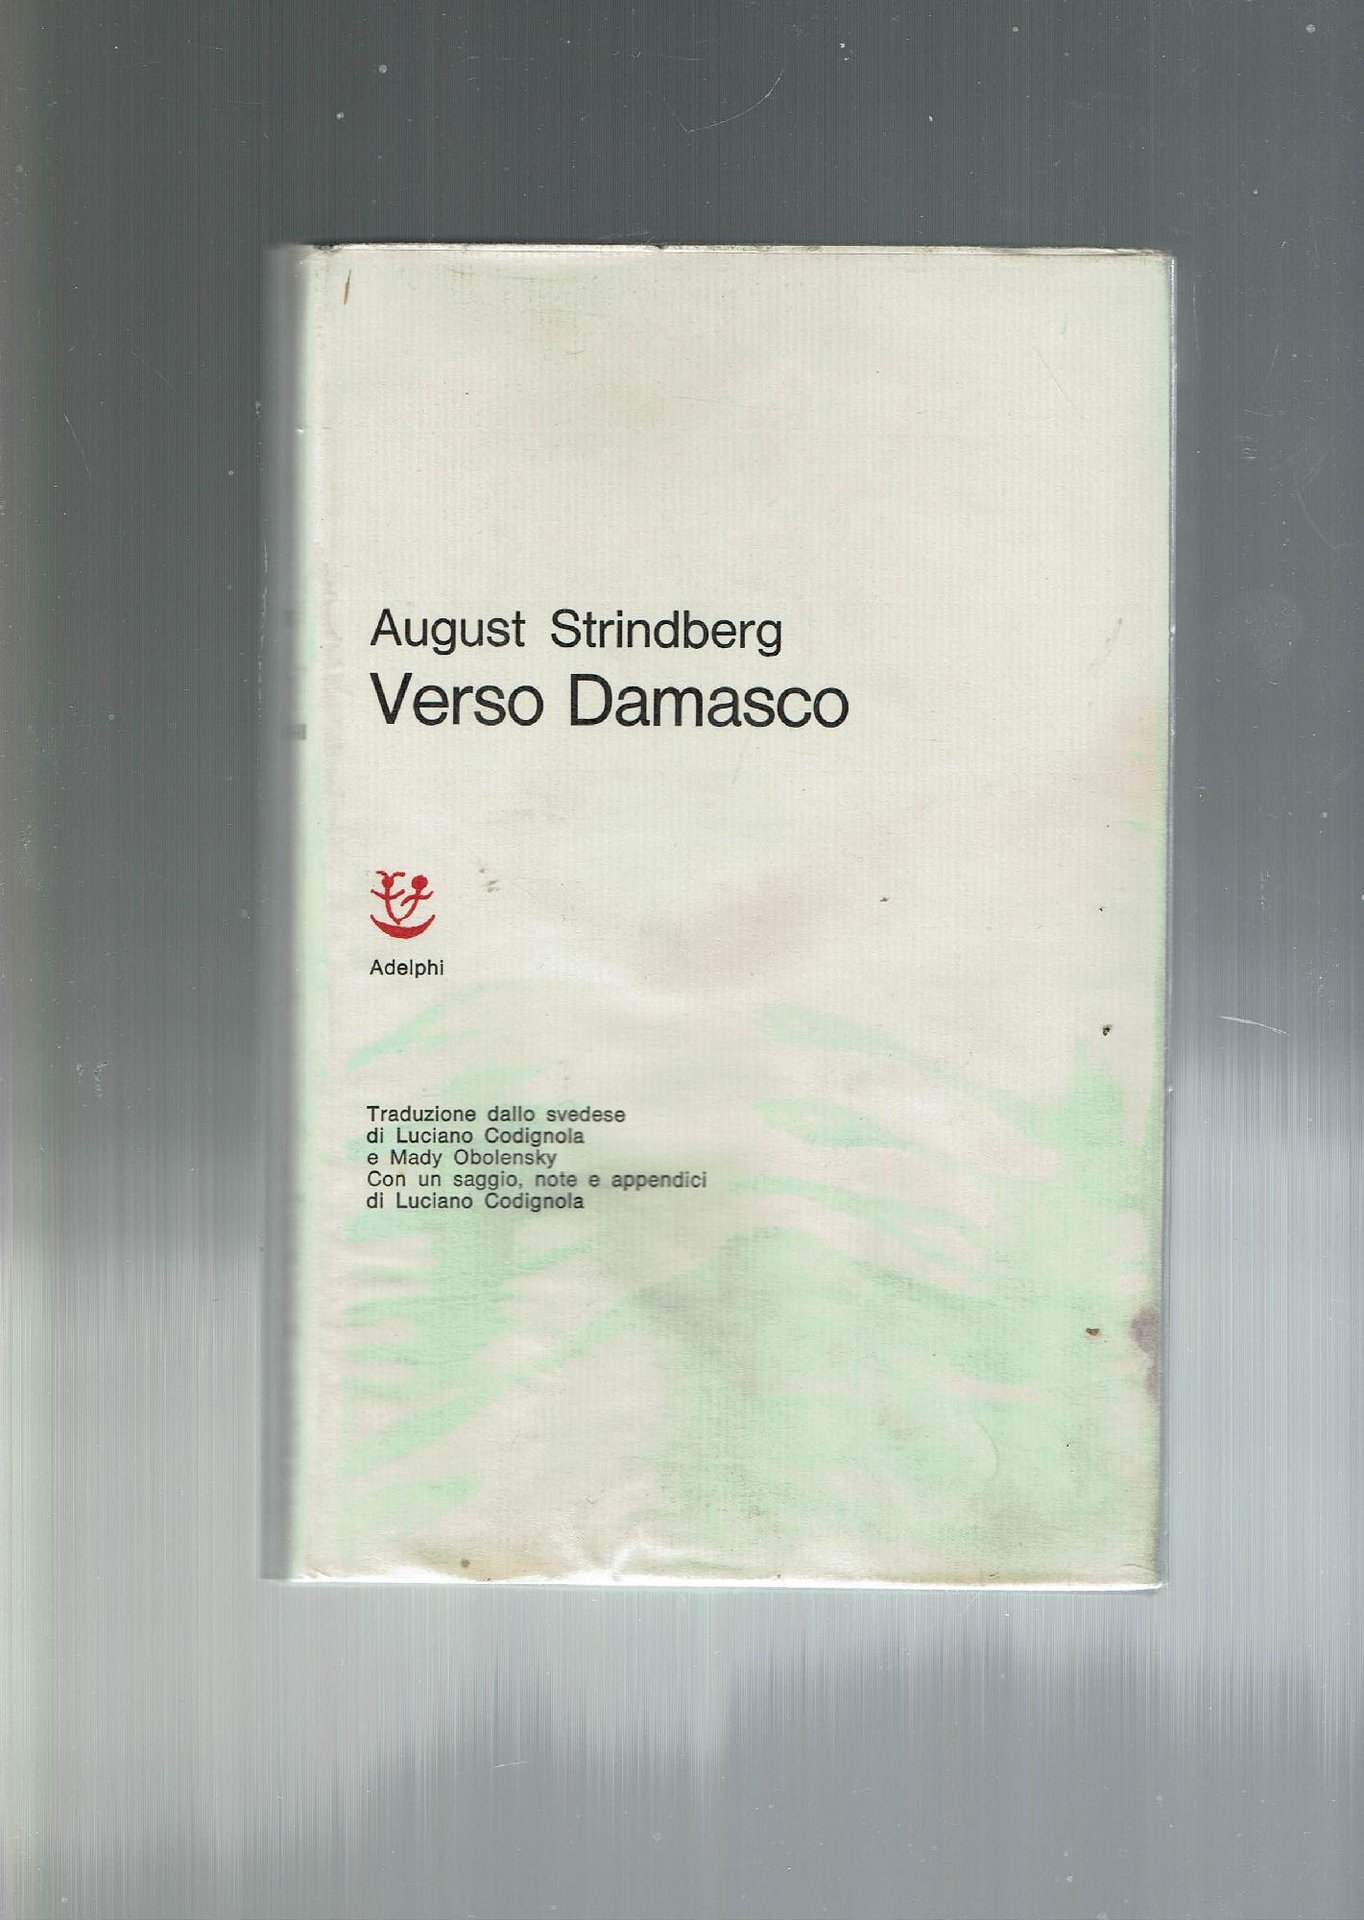 August Strindberg
Verso Damasco
Adelphi
Traduzione dallo svedese
di Luciano Codignola
e Mady Obolensky
Con un saggio, note e appendici
di Luciano Codignola